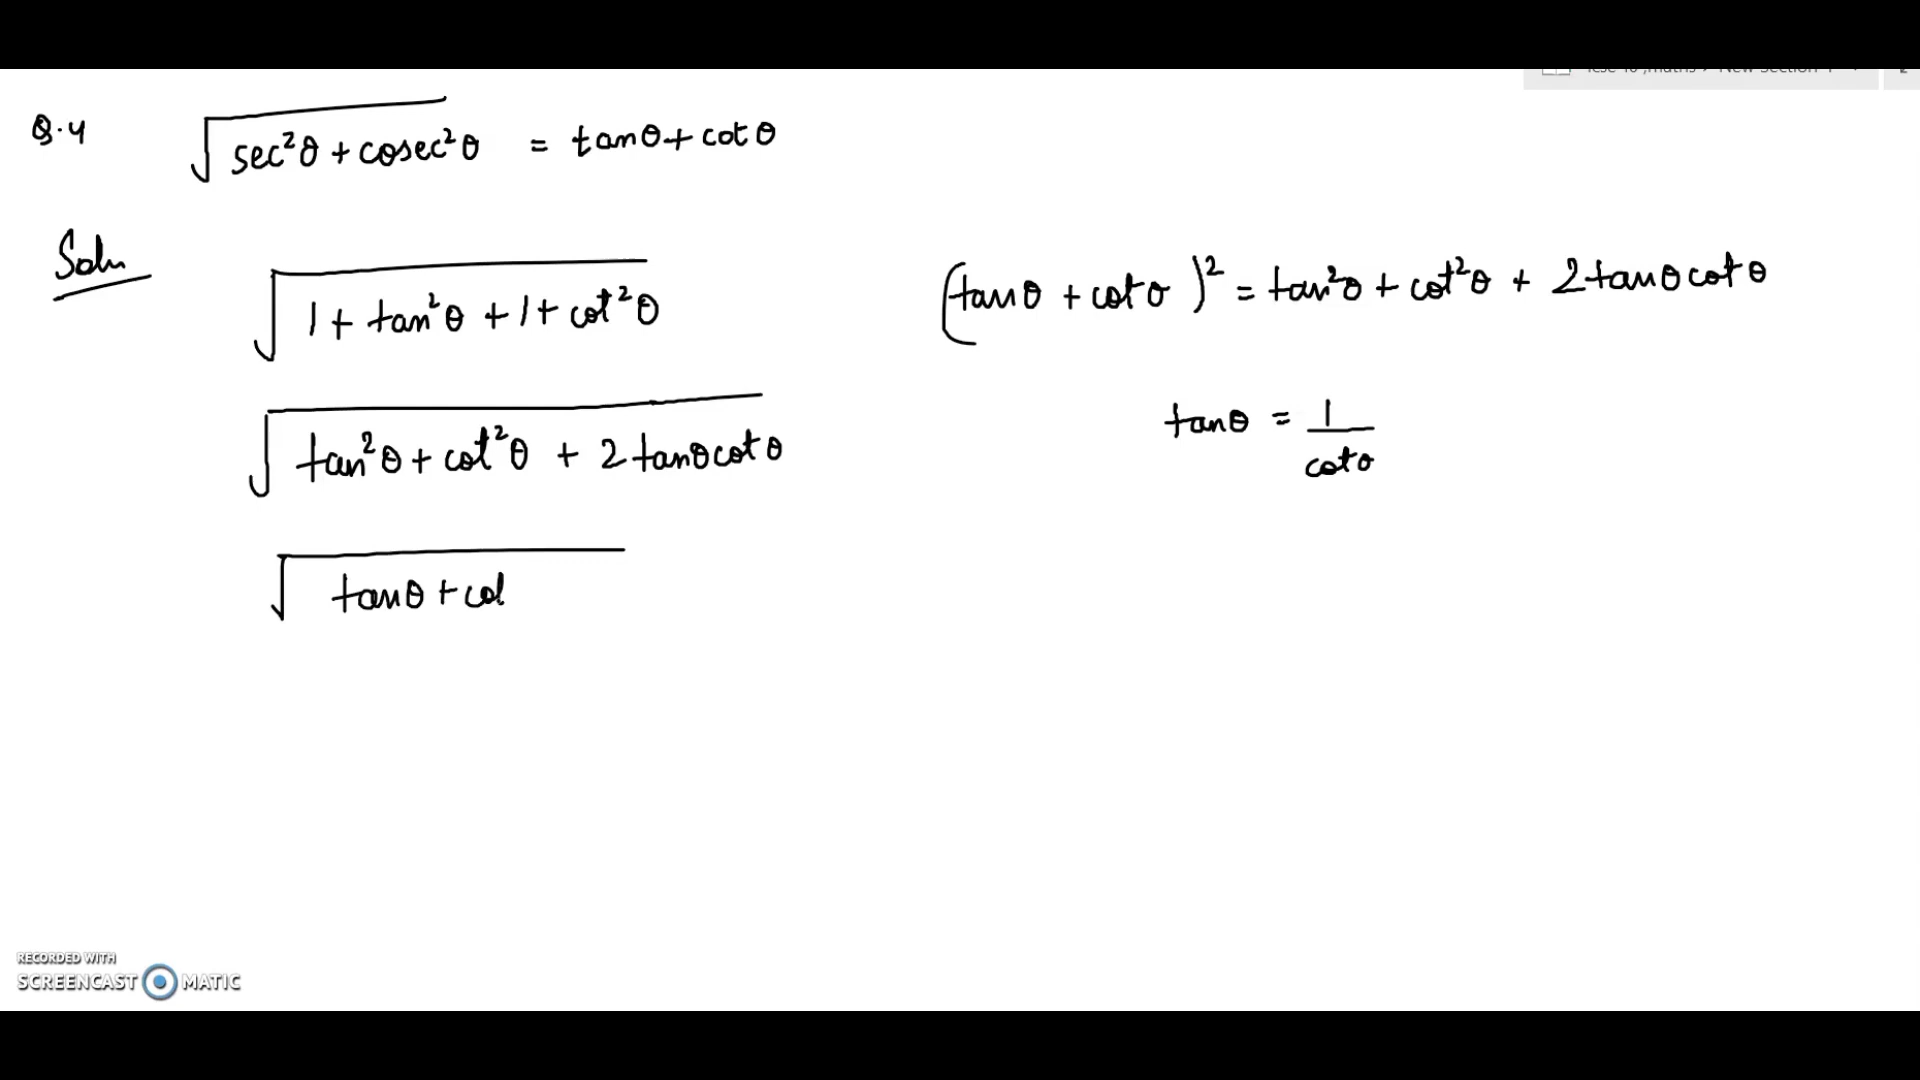 Q.4 √sec²θ + cosec²θ = tanθ + cotθ
Soln
√1 + tan²θ + 1 + cot²θ
(tanθ + cotθ)² = tan²θ + cot²θ + 2tanθcotθ
√tan²θ + cot²θ + 2tanθcotθ
tanθ = 1/cotθ
√tanθ + cot
RECORDED WITH
SCREENCAST MATIC